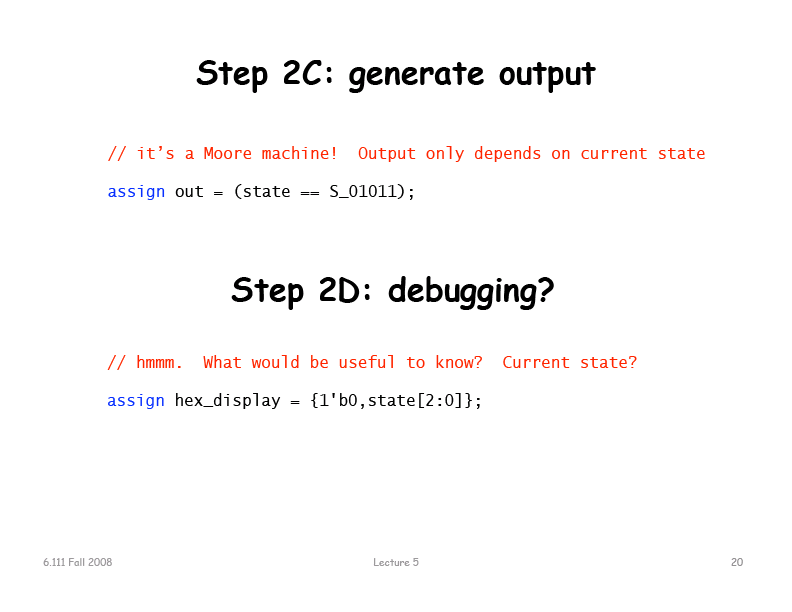 Step 2C: generate output
// it’s a Moore machine!  Output only depends on current state
assign out = (state == S_01011);
Step 2D: debugging?
// hmmm.  What would be useful to know?  Current state?
assign hex_display = {1'b0,state[2:0]};
6.111 Fall 2008
Lecture 5
20